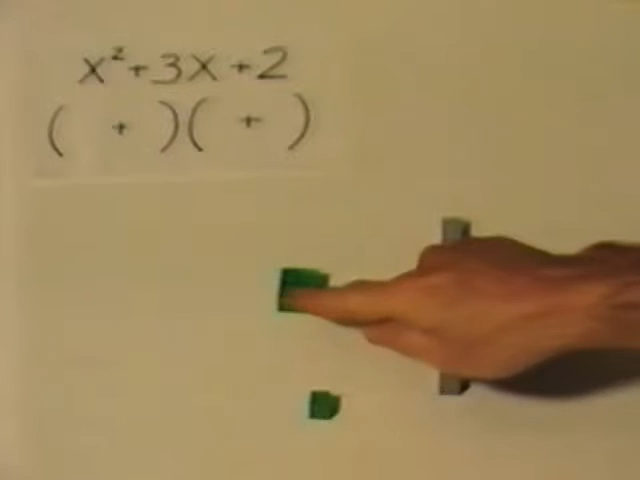 x²+3x+2
( + )( + )